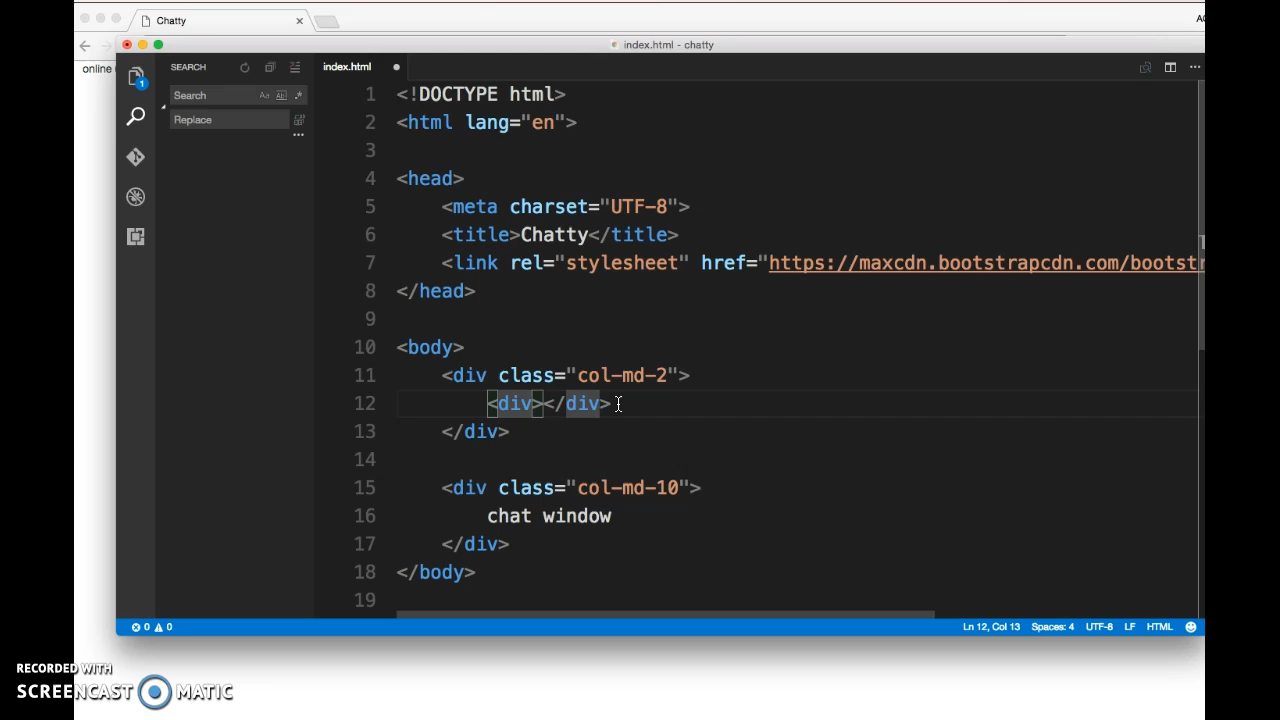 Chatty
index.html - chatty
online
SEARCH
index.html
1
Search
Replace
1 <!DOCTYPE html>
2 <html lang="en">
3
4 <head>
5 <meta charset="UTF-8">
6 <title>Chatty</title>
7 <link rel="stylesheet" href="https://maxcdn.bootstrapcdn.com/bootstr
8 </head>
9
10 <body>
11 <div class="col-md-2">
12 <div></div>
13 </div>
14
15 <div class="col-md-10">
16 chat window
17 </div>
18 </body>
19
0 0
Ln 12, Col 13 Spaces: 4 UTF-8 LF HTML
RECORDED WITH
SCREENCAST MATIC